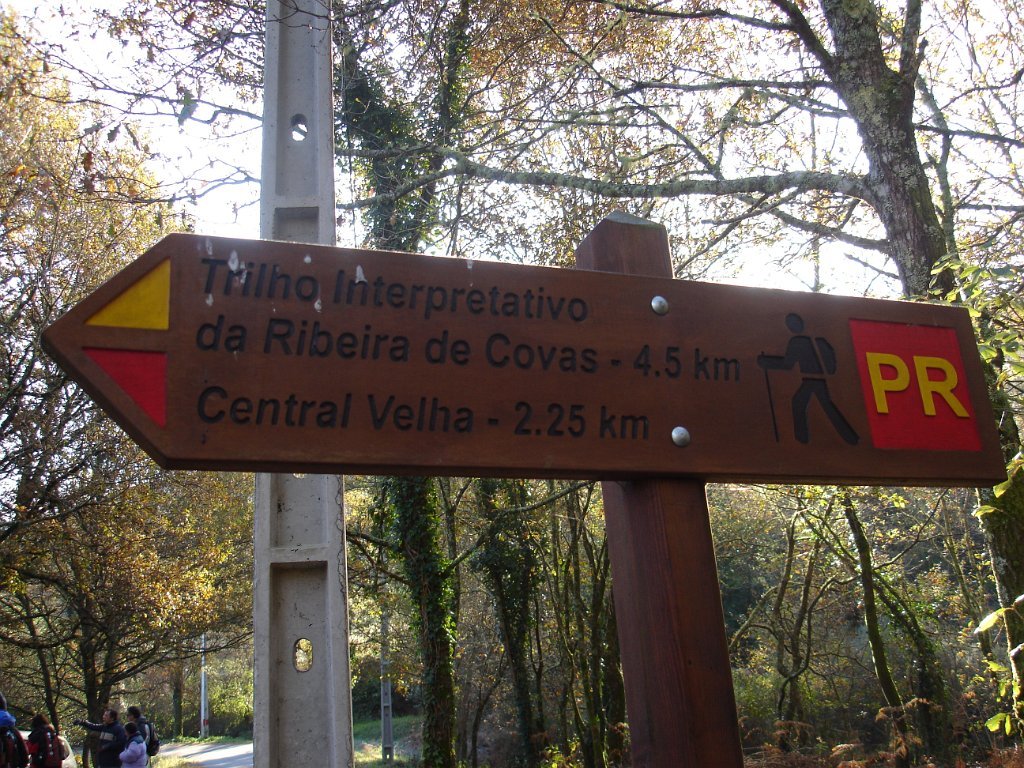 Trilho Interpretativo
da Ribeira de Covas - 4.5 km
Central Velha - 2.25 km
PR